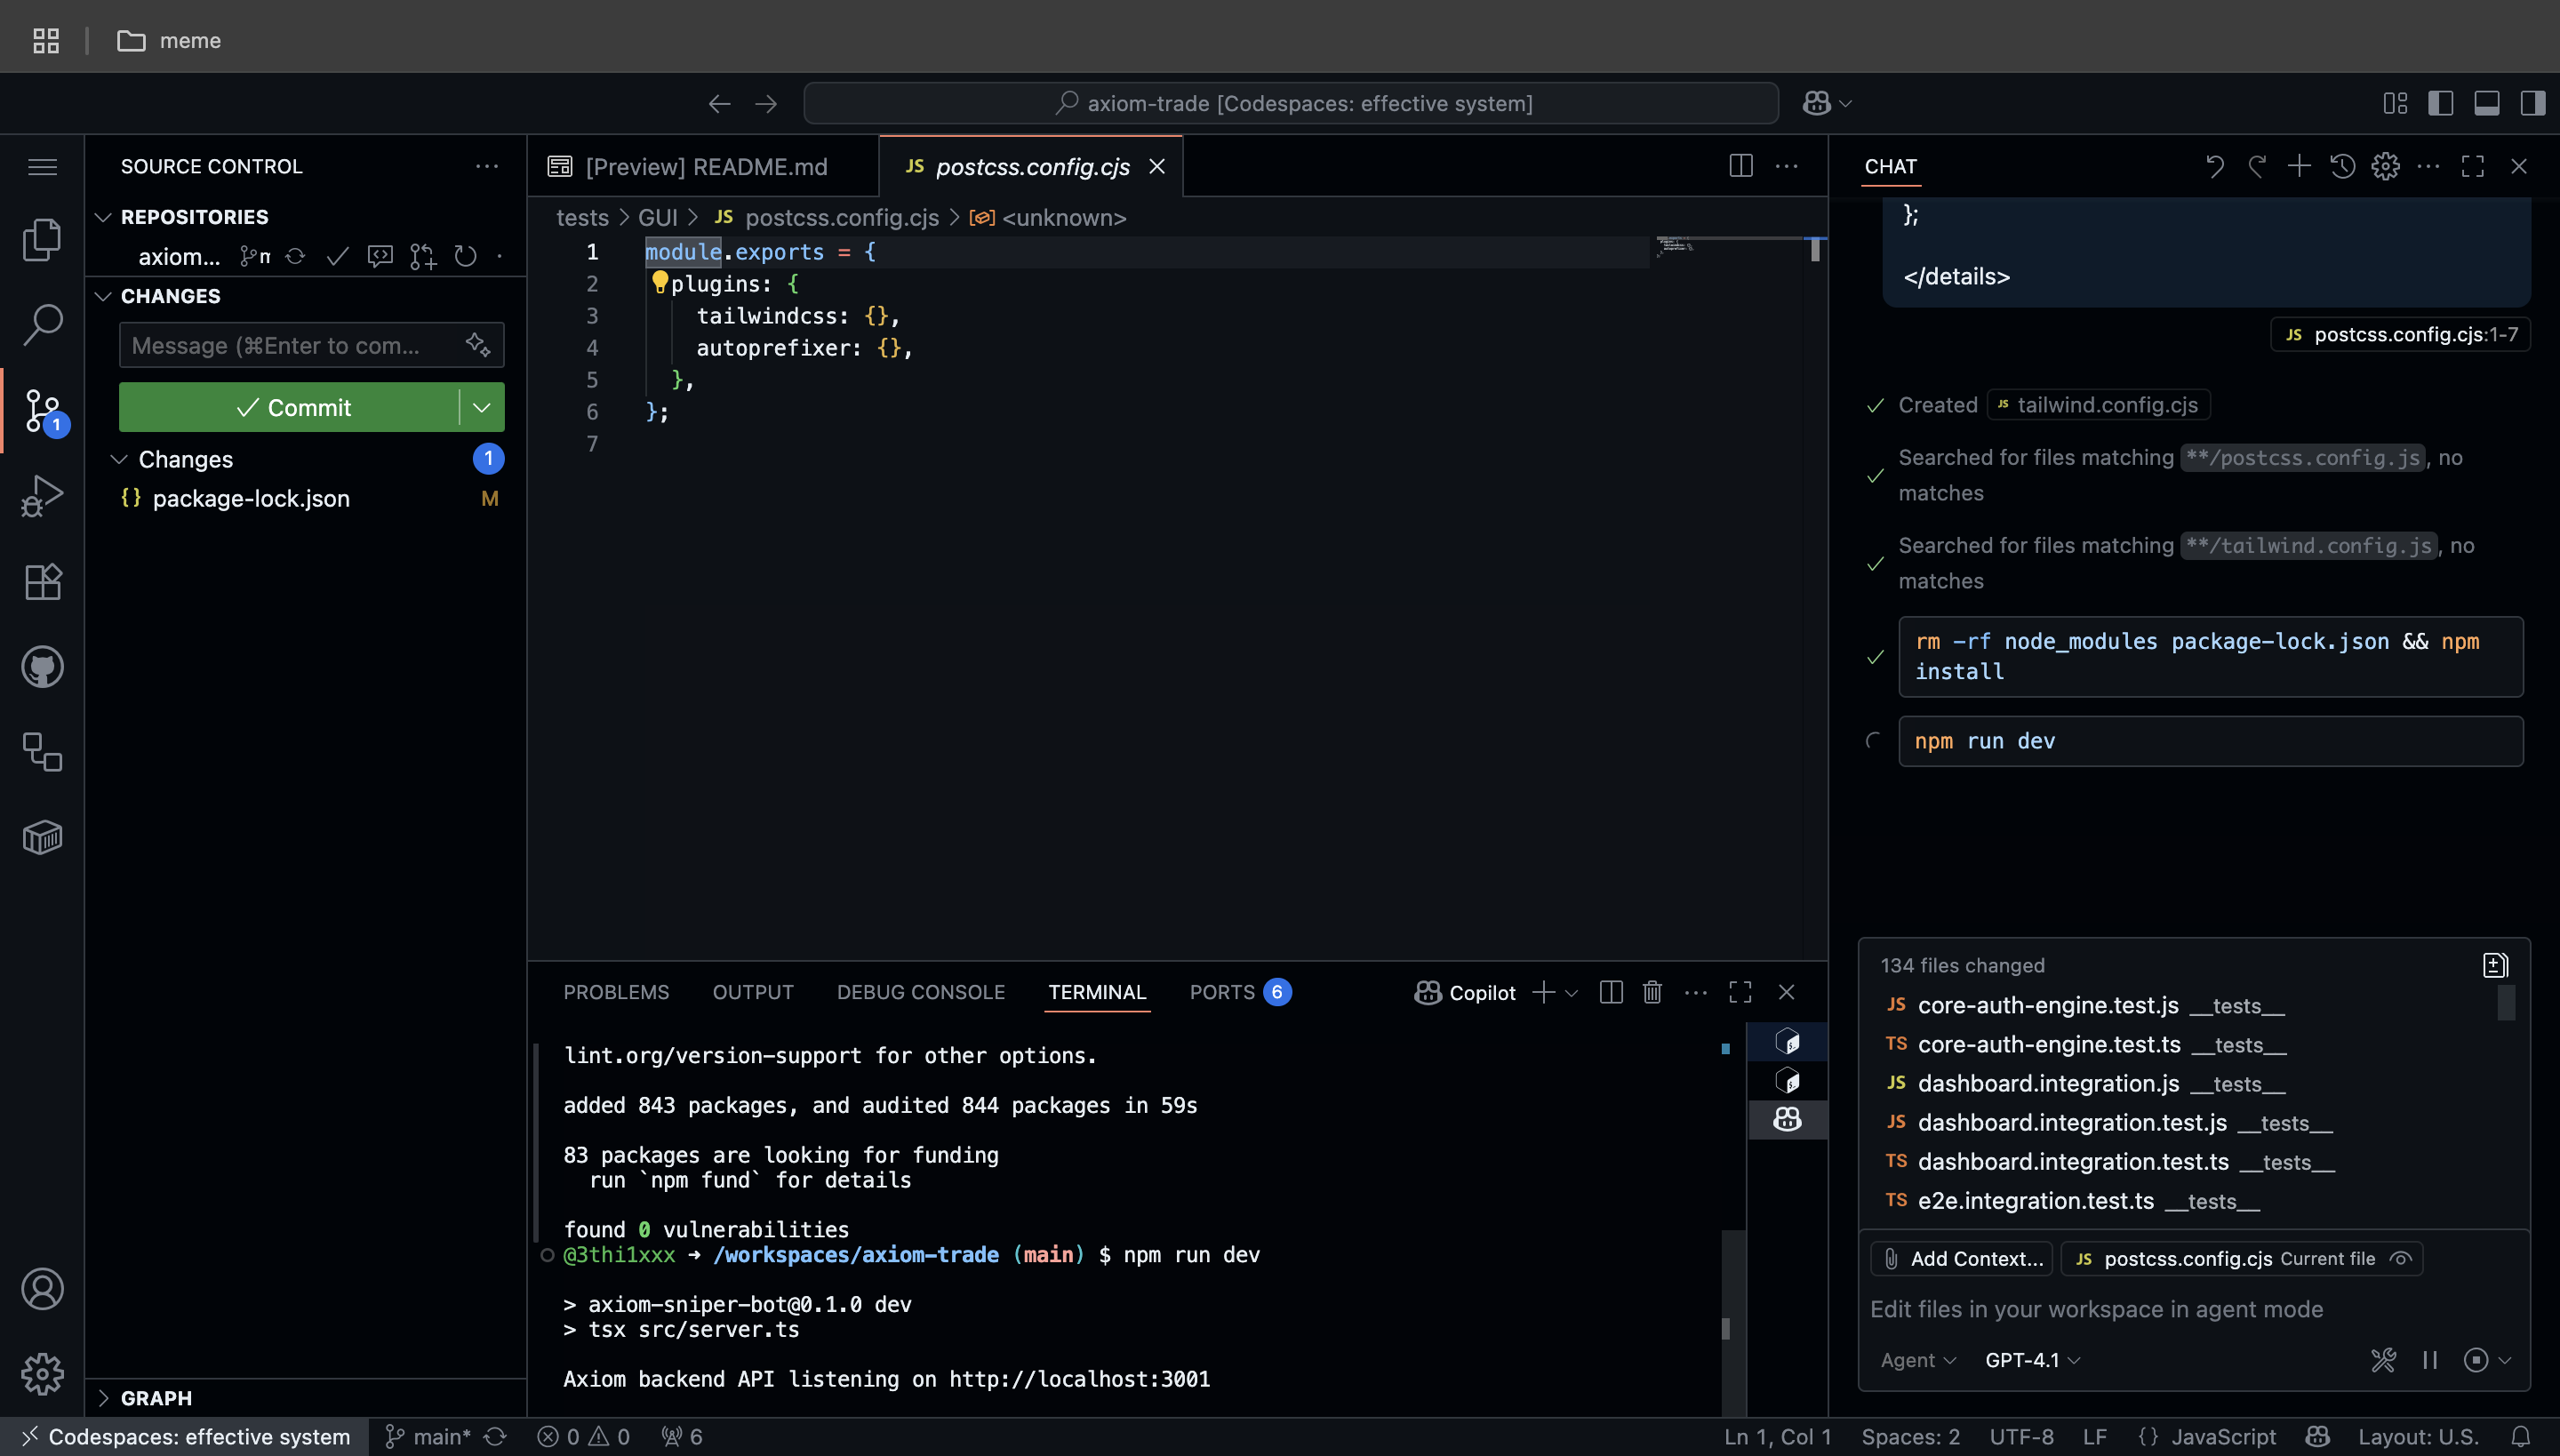 meme
axiom-trade [Codespaces: effective system]
SOURCE CONTROL
REPOSITORIES
axiom...
CHANGES
Message (⌘Enter to com...
Commit
Changes 1
{} package-lock.json M
1
GRAPH
[Preview] README.md
JS postcss.config.cjs
tests > GUI > JS postcss.config.cjs > <unknown>
1 module.exports = {
2 plugins: {
3 tailwindcss: {},
4 autoprefixer: {},
5 },
6 };
7
PROBLEMS OUTPUT DEBUG CONSOLE TERMINAL PORTS 6
Copilot
lint.org/version-support for other options.
added 843 packages, and audited 844 packages in 59s
83 packages are looking for funding
run `npm fund` for details
found 0 vulnerabilities
@3thi1xxx ➜ /workspaces/axiom-trade (main) $ npm run dev
> axiom-sniper-bot@0.1.0 dev
> tsx src/server.ts
Axiom backend API listening on http://localhost:3001
CHAT
};
</details>
JS postcss.config.cjs:1-7
Created JS tailwind.config.cjs
Searched for files matching **/postcss.config.js, no
matches
Searched for files matching **/tailwind.config.js, no
matches
rm -rf node_modules package-lock.json && npm
install
npm run dev
134 files changed
JS core-auth-engine.test.js __tests__
TS core-auth-engine.test.ts __tests__
JS dashboard.integration.js __tests__
JS dashboard.integration.test.js __tests__
TS dashboard.integration.test.ts __tests__
TS e2e.integration.test.ts __tests__
Add Context...
JS postcss.config.cjs Current file
Edit files in your workspace in agent mode
Agent GPT-4.1
Codespaces: effective system main* 0 0 6
Ln 1, Col 1 Spaces: 2 UTF-8 LF {} JavaScript Layout: U.S.